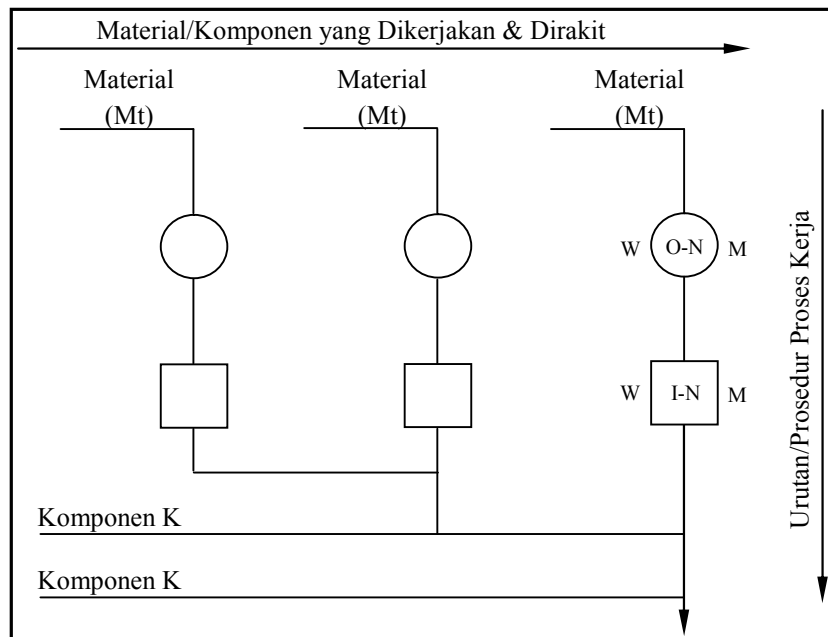 Material/Komponen yang Dikerjakan & Dirakit
Material
(Mt)
Material
(Mt)
Material
(Mt)
W O-N M
W I-N M
Komponen K
Komponen K
Urutan/Prosedur Proses Kerja